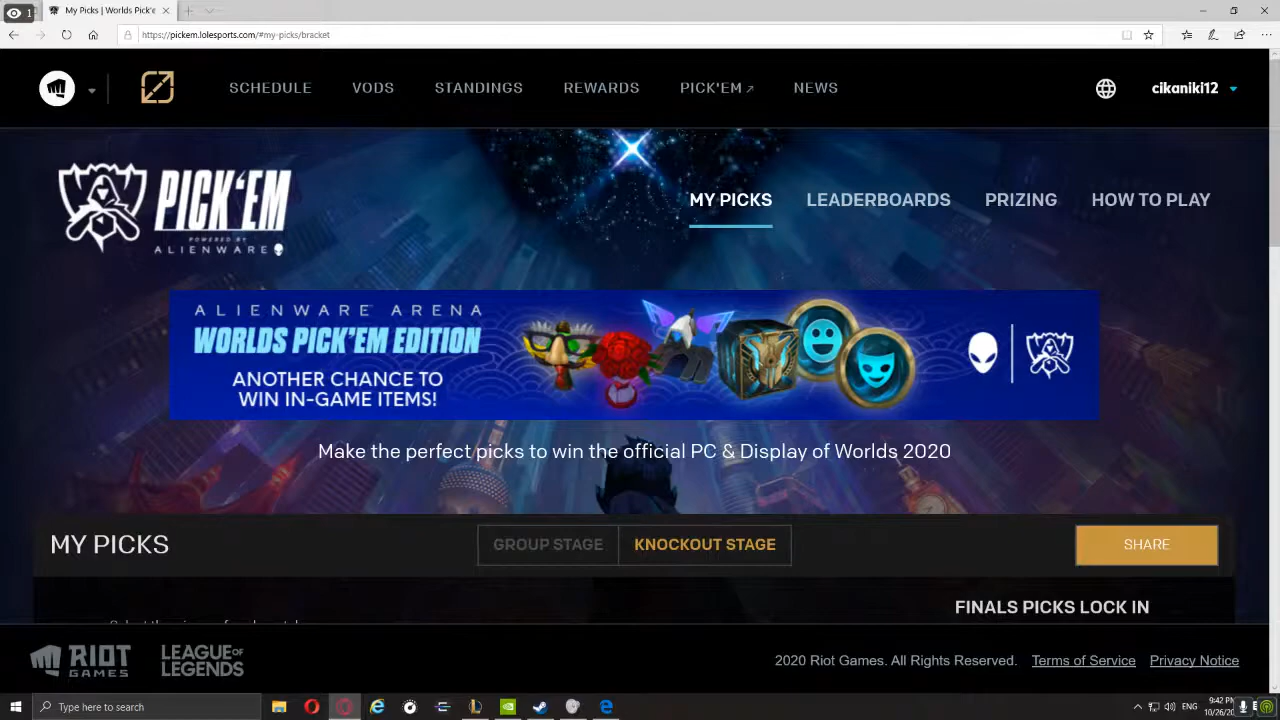 1
My Picks | Worlds Pick'e
https://pickem.lolesports.com/#my-picks/bracket
SCHEDULE VODS STANDINGS REWARDS PICK'EM NEWS cikaniki12
PICK'EM
POWERED BY
ALIENWARE
MY PICKS LEADERBOARDS PRIZING HOW TO PLAY
ALIENWARE ARENA
WORLDS PICK'EM EDITION
ANOTHER CHANCE TO
WIN IN-GAME ITEMS!
Make the perfect picks to win the official PC & Display of Worlds 2020
MY PICKS GROUP STAGE KNOCKOUT STAGE SHARE
FINALS PICKS LOCK IN
RIOT
GAMES
LEAGUE OF
LEGENDS
2020 Riot Games. All Rights Reserved. Terms of Service Privacy Notice
Type here to search
ENG
9:42 PM
10/26/20